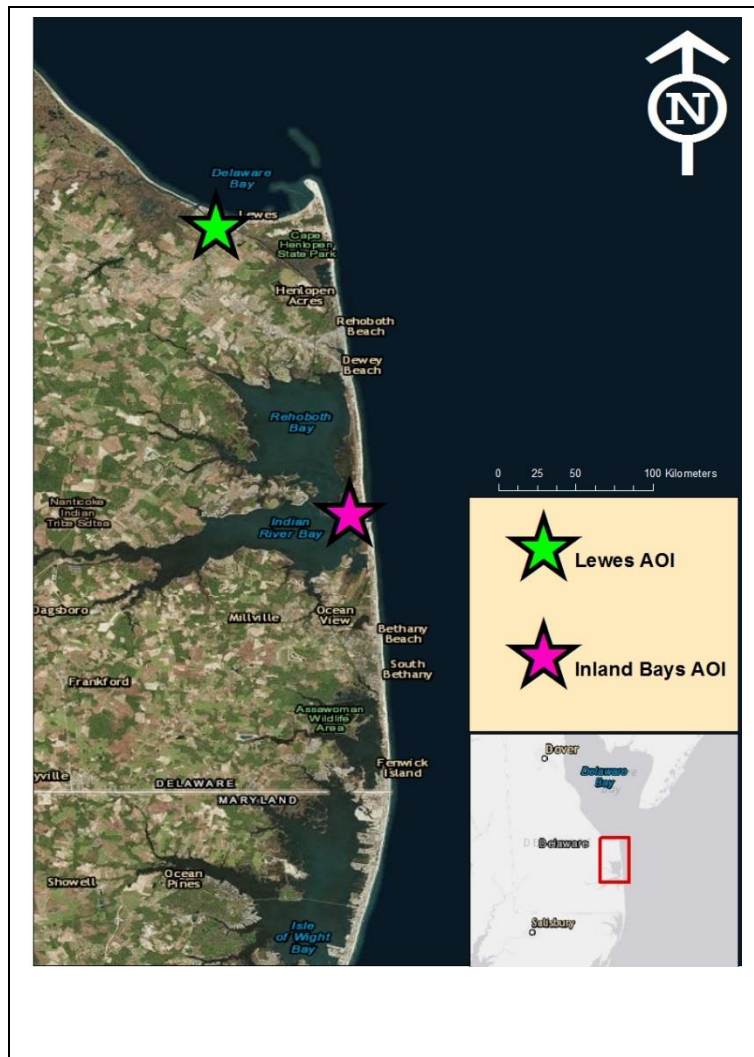 N
Delaware
Bay
Lewes
Cape
Henlopen
State Park
Henlopen
Acres
Rehoboth
Beach
Dewey
Beach
Rehoboth
Bay
0 25 50 100 Kilometers
Nanticoke
Indian
Tribe Sdtsa
Indian
River Bay
Lewes AOI
Dagsboro
Millville
Ocean
View
Bethany
Beach
South
Bethany
Inland Bays AOI
Frankford
Assawoman
Wildlife
Area
Fenwick
Island
yville
DELAWARE
MARYLAND
Showell
Ocean
Pines
Isle
of Wight
Bay
Dover
Delaware
Bay
Delaware
Salisbury